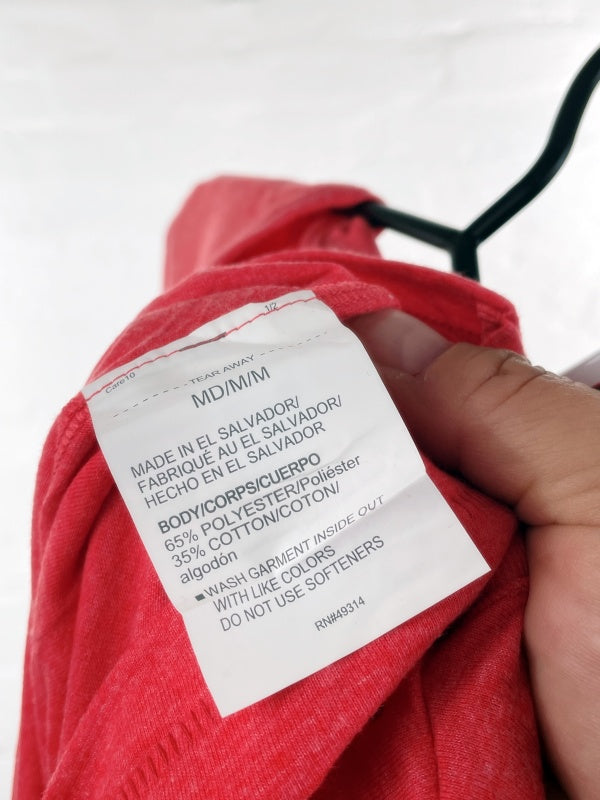 1/2
Care10
TEAR AWAY
MD/M/M
MADE IN EL SALVADOR/
FABRIQUÉ AU EL SALVADOR/
HECHO EN EL SALVADOR
BODY/CORPS/CUERPO
65% POLYESTER/Poliéster
35% COTTON/COTON/
algodón
WASH GARMENT INSIDE OUT
WITH LIKE COLORS
DO NOT USE SOFTENERS
RN#49314